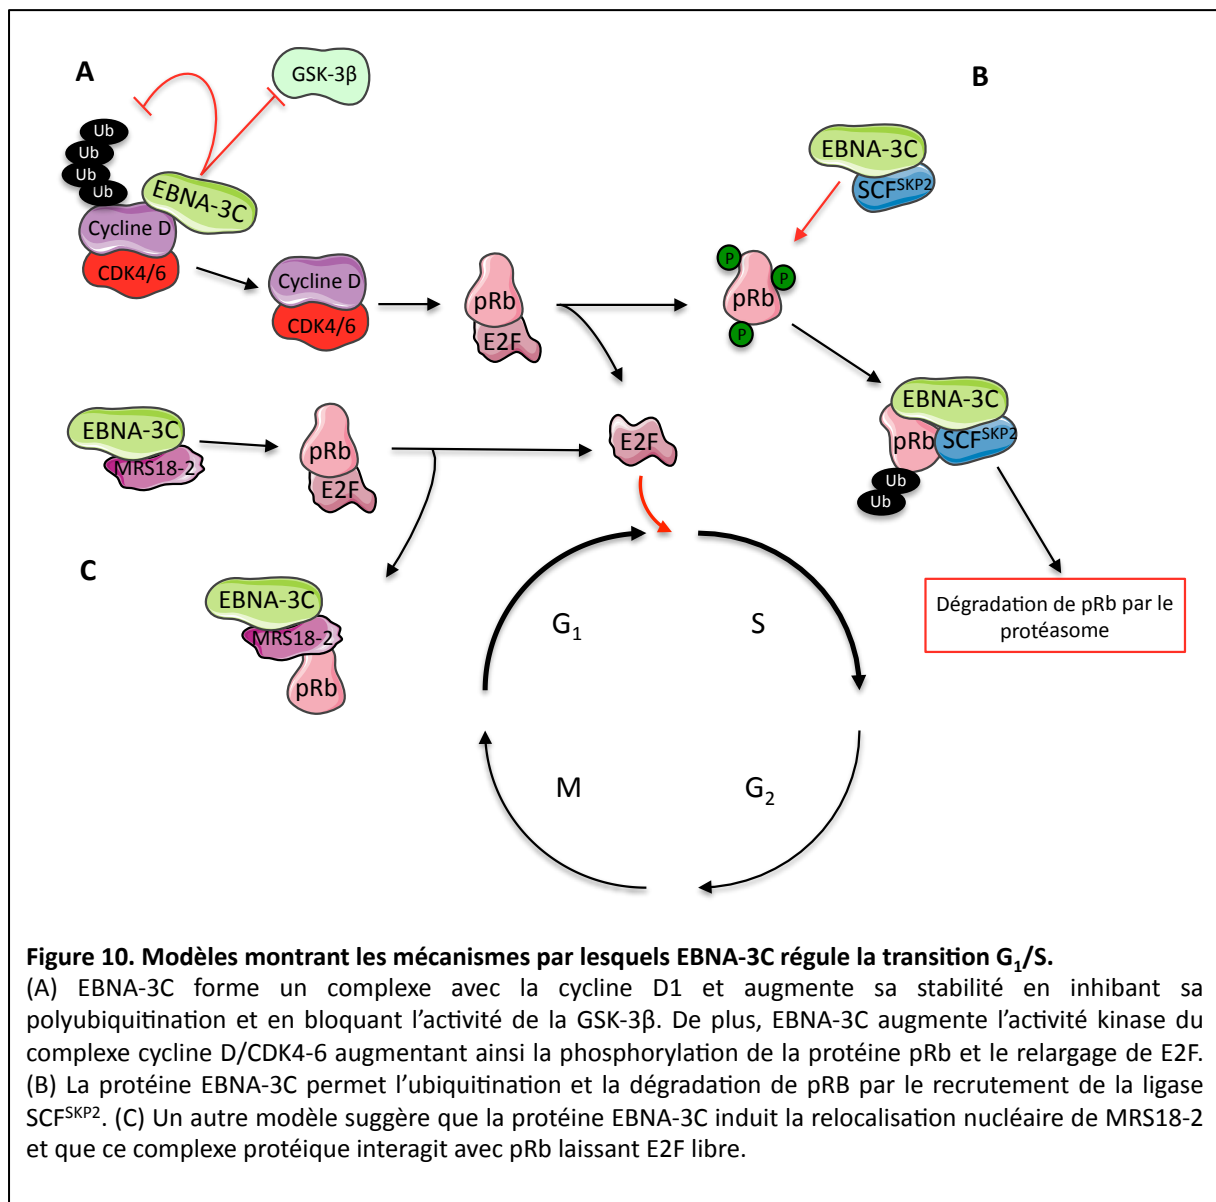 A
GSK-3β
B
Ub
Ub
Ub
Ub
EBNA-3C
Cycline D
CDK4/6
EBNA-3C
SCF^SKP2
Cycline D
CDK4/6
pRb
E2F
P
P
pRb
P
EBNA-3C
MRS18-2
pRb
E2F
E2F
EBNA-3C
pRb
SCF^SKP2
Ub
Ub
C
EBNA-3C
MRS18-2
pRb
G₁
S
Dégradation de pRb par le
protéasome
M
G₂
Figure 10. Modèles montrant les mécanismes par lesquels EBNA-3C régule la transition G₁/S.
(A) EBNA-3C forme un complexe avec la cycline D1 et augmente sa stabilité en inhibant sa
polyubiquitination et en bloquant l’activité de la GSK-3β. De plus, EBNA-3C augmente l’activité kinase du
complexe cycline D/CDK4-6 augmentant ainsi la phosphorylation de la protéine pRb et le relargage de E2F.
(B) La protéine EBNA-3C permet l’ubiquitination et la dégradation de pRB par le recrutement de la ligase
SCF^SKP2. (C) Un autre modèle suggère que la protéine EBNA-3C induit la relocalisation nucléaire de MRS18-2
et que ce complexe protéique interagit avec pRb laissant E2F libre.